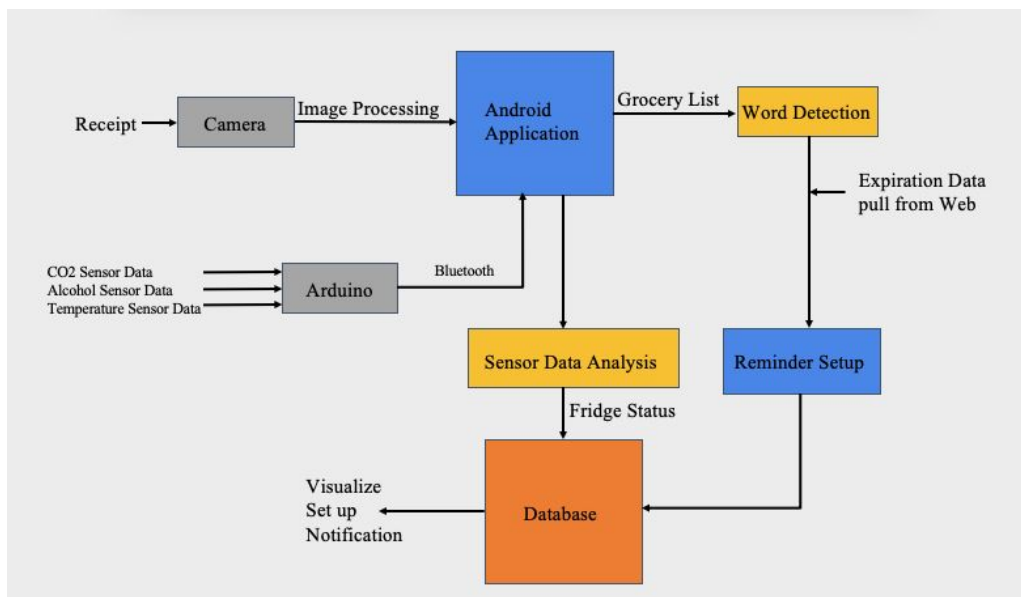 Receipt
Camera
Image Processing
Android
Application
Grocery List
Word Detection
Expiration Data
pull from Web
CO2 Sensor Data
Alcohol Sensor Data
Temperature Sensor Data
Arduino
Bluetooth
Sensor Data Analysis
Reminder Setup
Fridge Status
Visualize
Set up
Notification
Database